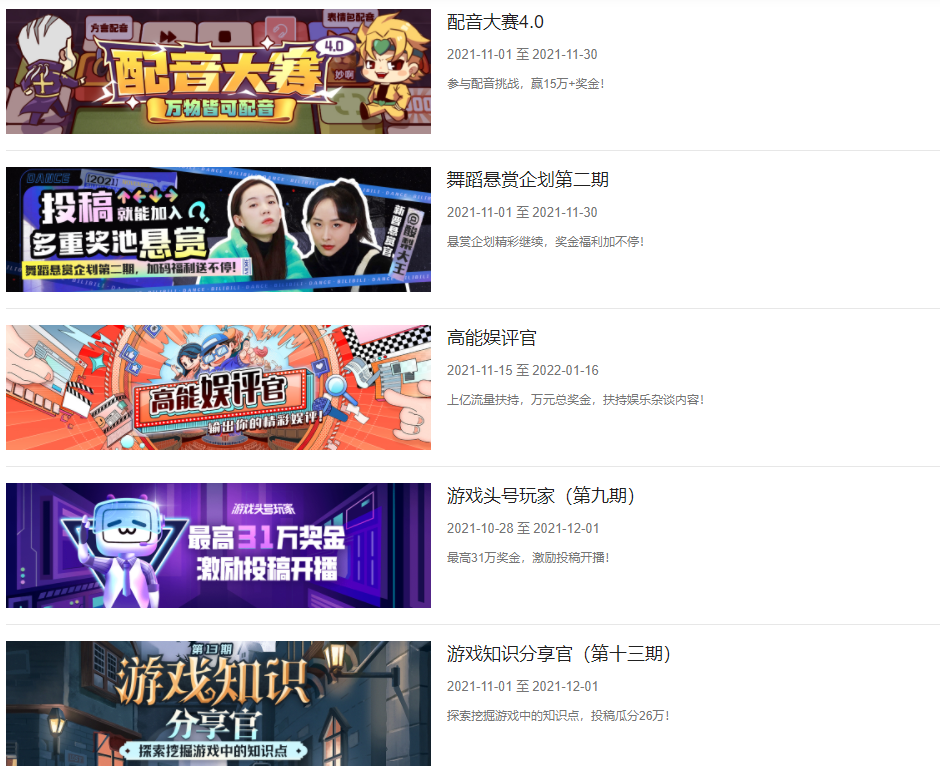 方言配音
表情包配音
4.0
妙啊
配音大赛
万物皆可配音
配音大赛4.0
2021-11-01 至 2021-11-30
参与配音挑战，赢15万+奖金！
DANCE
(2021)
投稿就能加入
多重奖池悬赏
舞蹈悬赏企划第二期，加码福利送不停！
新晋悬赏官
@酸梨大王
舞蹈悬赏企划第二期
2021-11-01 至 2021-11-30
悬赏企划精彩继续，奖金福利加不停！
高能娱评官
输出你的精彩娱评！
高能娱评官
2021-11-15 至 2022-01-16
上亿流量扶持，万元总奖金，扶持娱乐杂谈内容！
游戏头号玩家
最高31万奖金
激励投稿开播
游戏头号玩家（第九期）
2021-10-28 至 2021-12-01
最高31万奖金，激励投稿开播！
第13期
游戏知识
分享官
探索挖掘游戏中的知识点
游戏知识分享官（第十三期）
2021-11-01 至 2021-12-01
探索挖掘游戏中的知识点，投稿瓜分26万！